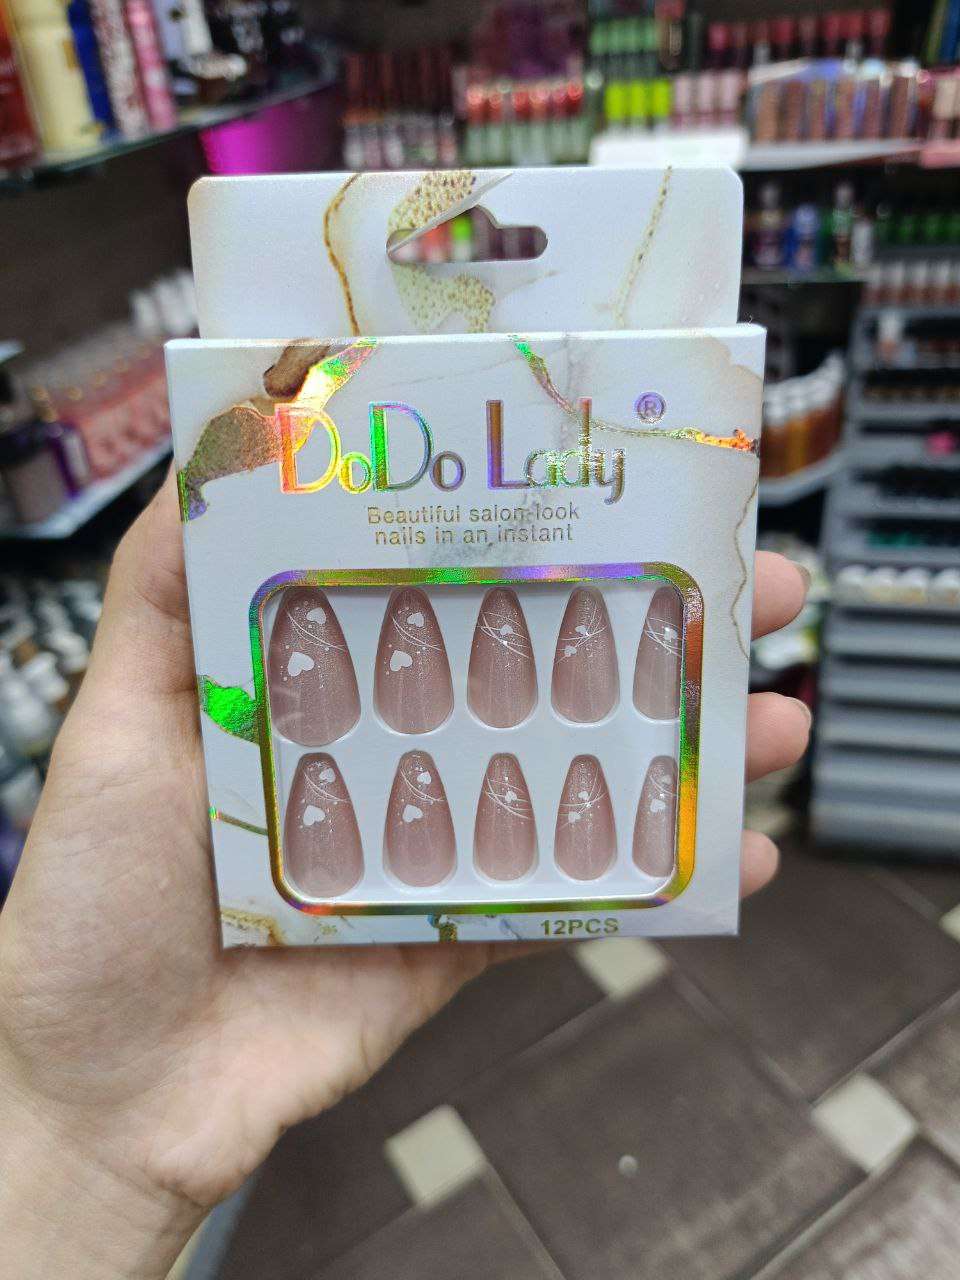 DoDo Lady ®
Beautiful salon-look
nails in an instant
12PCS